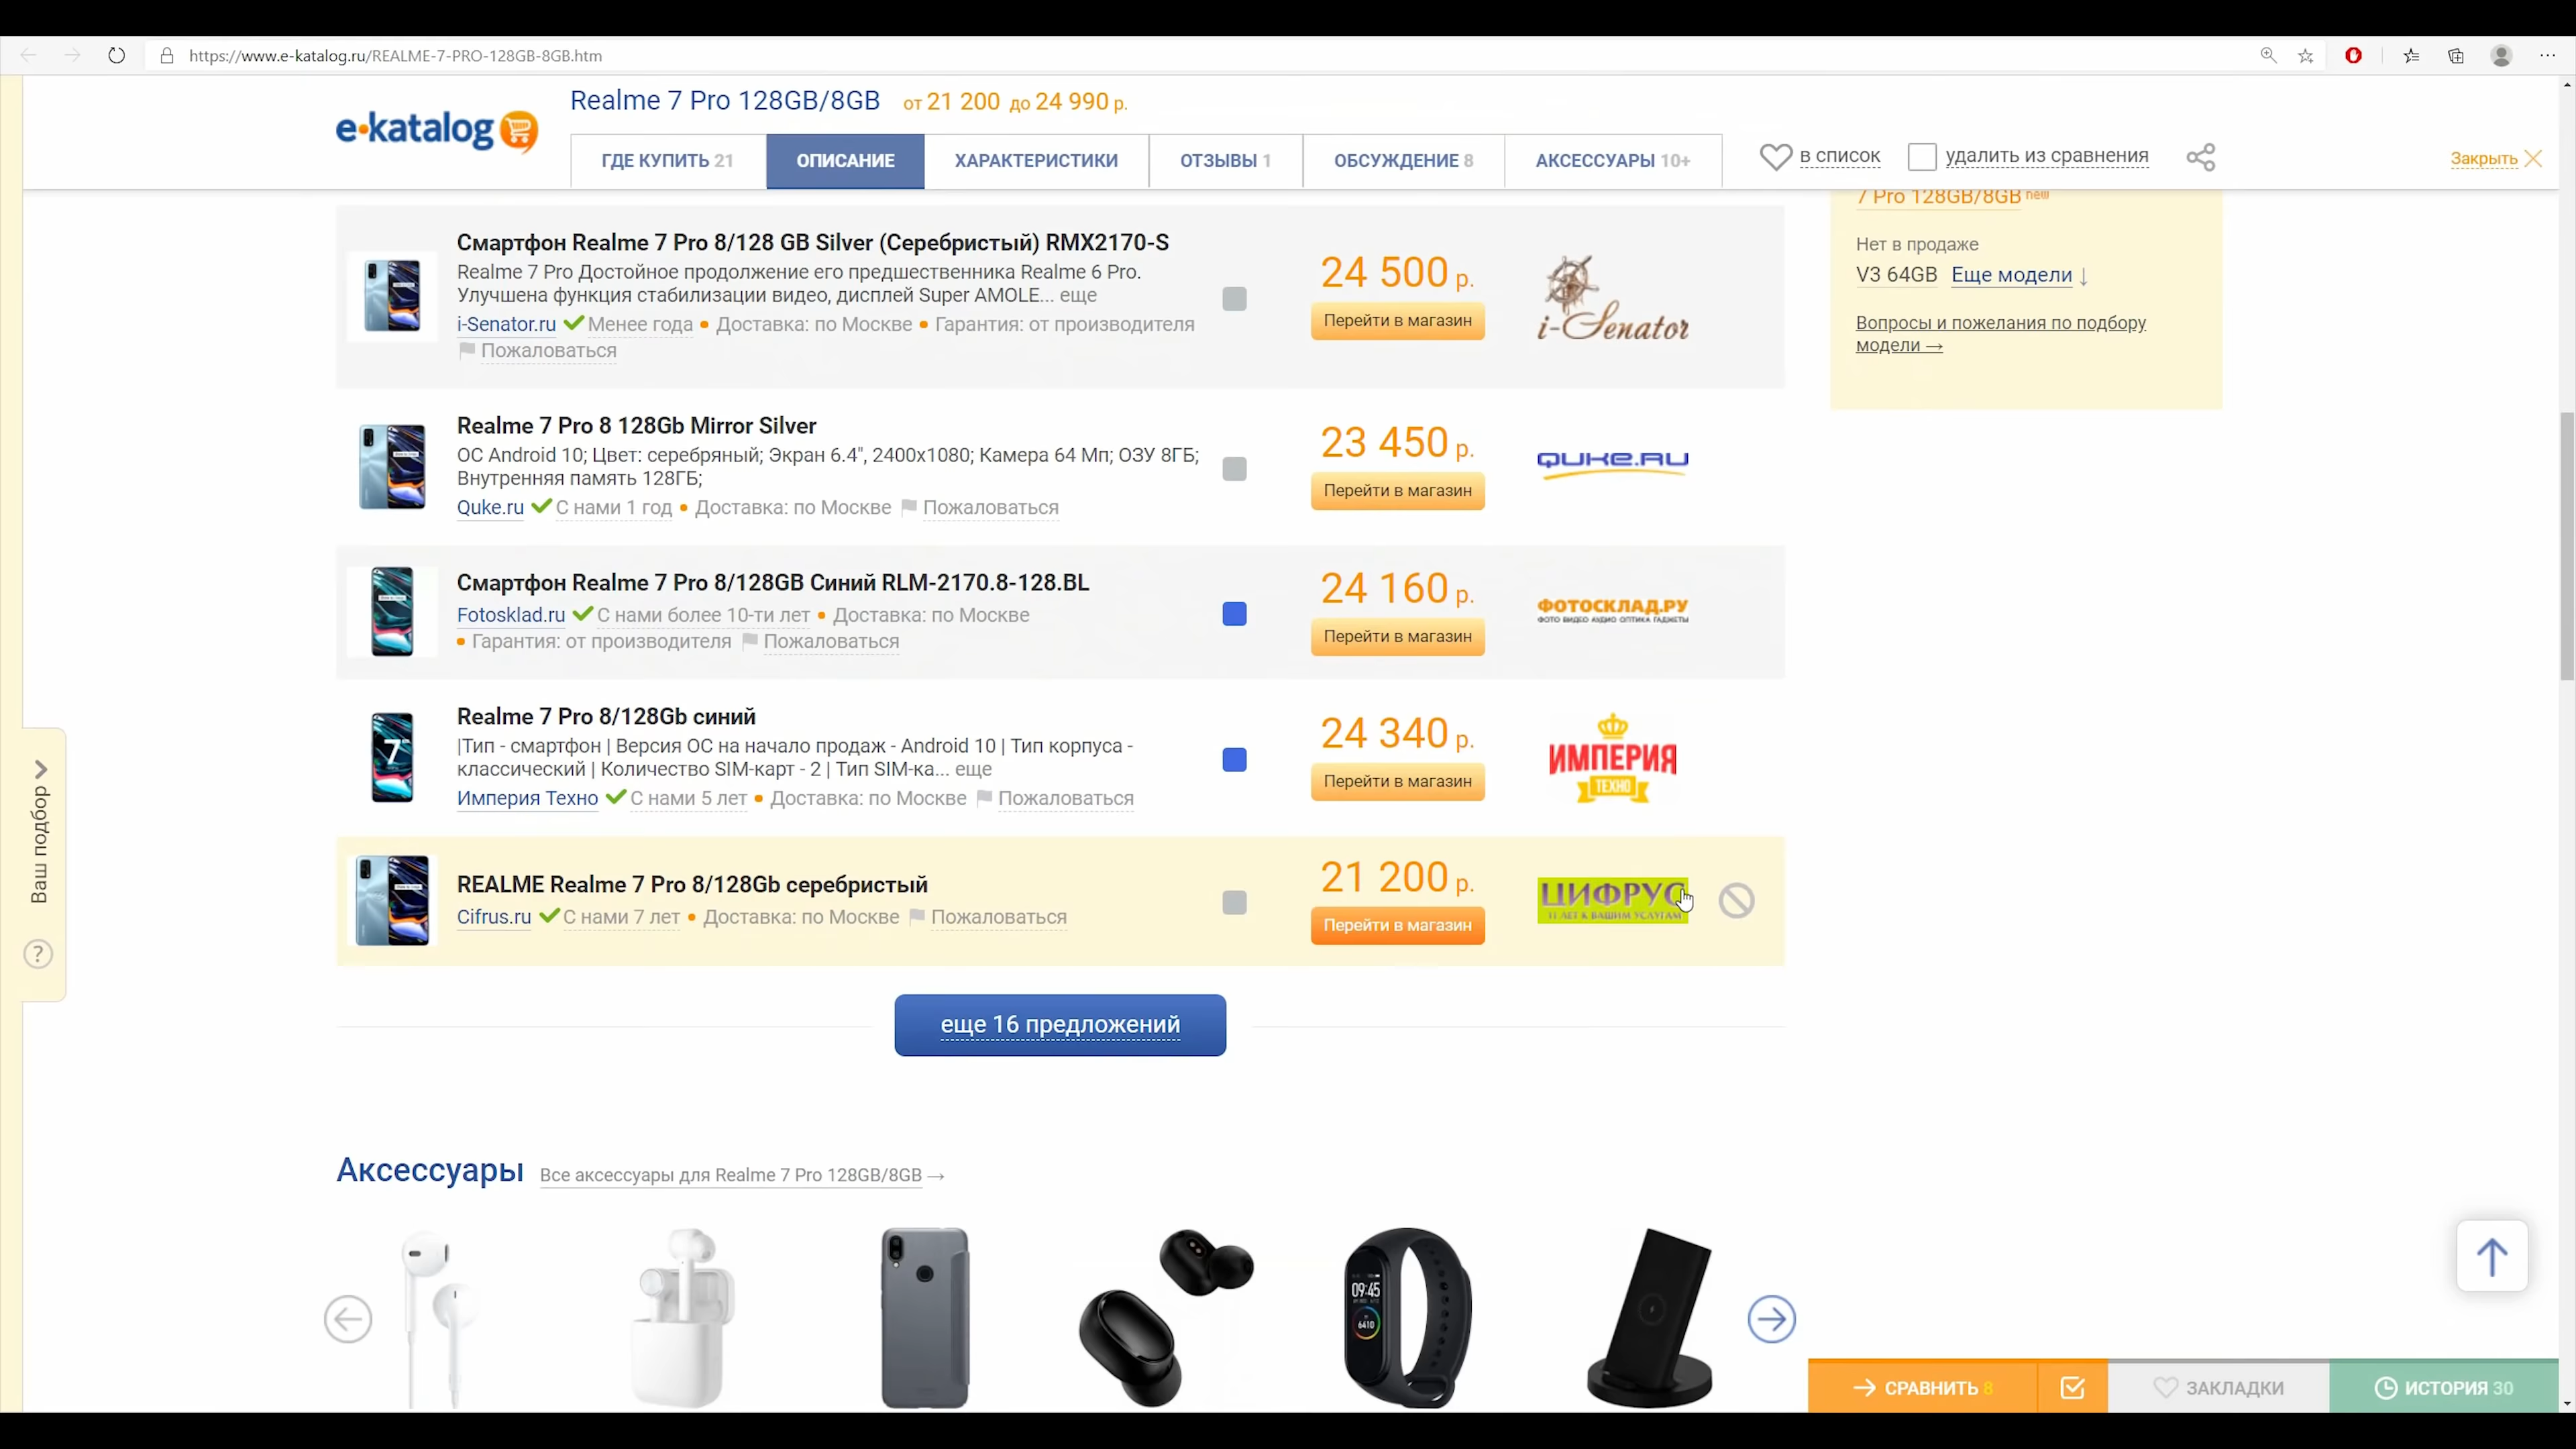 https://www.e-katalog.ru/REALME-7-PRO-128GB-8GB.htm
e-katalog
Realme 7 Pro 128GB/8GB от 21 200 до 24 990 р.
ГДЕ КУПИТЬ 21
ОПИСАНИЕ
ХАРАКТЕРИСТИКИ
ОТЗЫВЫ 1
ОБСУЖДЕНИЕ 8
АКСЕССУАРЫ 10+
в список
удалить из сравнения
Закрыть
7 Pro 128GB/8GB new
Нет в продаже
V3 64GB Еще модели ↓
Вопросы и пожелания по подбору
модели →
Смартфон Realme 7 Pro 8/128 GB Silver (Серебристый) RMX2170-S
Realme 7 Pro Достойное продолжение его предшественника Realme 6 Pro.
Улучшена функция стабилизации видео, дисплей Super AMOLE... еще
i-Senator.ru Менее года • Доставка: по Москве • Гарантия: от производителя
Пожаловаться
24 500 р.
Перейти в магазин
i-Senator
Realme 7 Pro 8 128Gb Mirror Silver
ОС Android 10; Цвет: серебряный; Экран 6.4", 2400x1080; Камера 64 Мп; ОЗУ 8ГБ;
Внутренняя память 128ГБ;
Quke.ru С нами 1 год • Доставка: по Москве Пожаловаться
23 450 р.
Перейти в магазин
QUKE.RU
Смартфон Realme 7 Pro 8/128GB Синий RLM-2170.8-128.BL
Fotosklad.ru С нами более 10-ти лет • Доставка: по Москве
• Гарантия: от производителя Пожаловаться
24 160 р.
Перейти в магазин
ФОТОСКЛАД.РУ
ФОТО ВИДЕО АУДИО ОПТИКА ГАДЖЕТЫ
7
Realme 7 Pro 8/128Gb синий
|Тип - смартфон | Версия ОС на начало продаж - Android 10 | Тип корпуса -
классический | Количество SIM-карт - 2 | Тип SIM-ка... еще
Империя Техно С нами 5 лет • Доставка: по Москве Пожаловаться
24 340 р.
Перейти в магазин
ИМПЕРИЯ
ТЕХНО
REALME Realme 7 Pro 8/128Gb серебристый
Cifrus.ru С нами 7 лет • Доставка: по Москве Пожаловаться
21 200 р.
Перейти в магазин
ЦИФРУС
11 ЛЕТ К ВАШИМ УСЛУГАМ
Ваш подбор
?
еще 16 предложений
Аксессуары Все аксессуары для Realme 7 Pro 128GB/8GB →
09:45
6410
СРАВНИТЬ 8
ЗАКЛАДКИ
ИСТОРИЯ 30